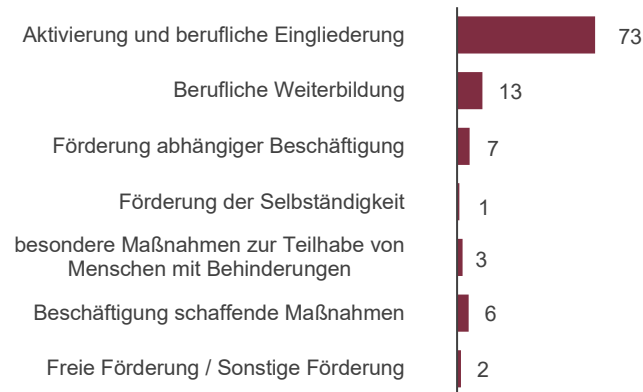 Aktivierung und berufliche Eingliederung 73
Berufliche Weiterbildung 13
Förderung abhängiger Beschäftigung 7
Förderung der Selbständigkeit 1
besondere Maßnahmen zur Teilhabe von
Menschen mit Behinderungen 3
Beschäftigung schaffende Maßnahmen 6
Freie Förderung / Sonstige Förderung 2